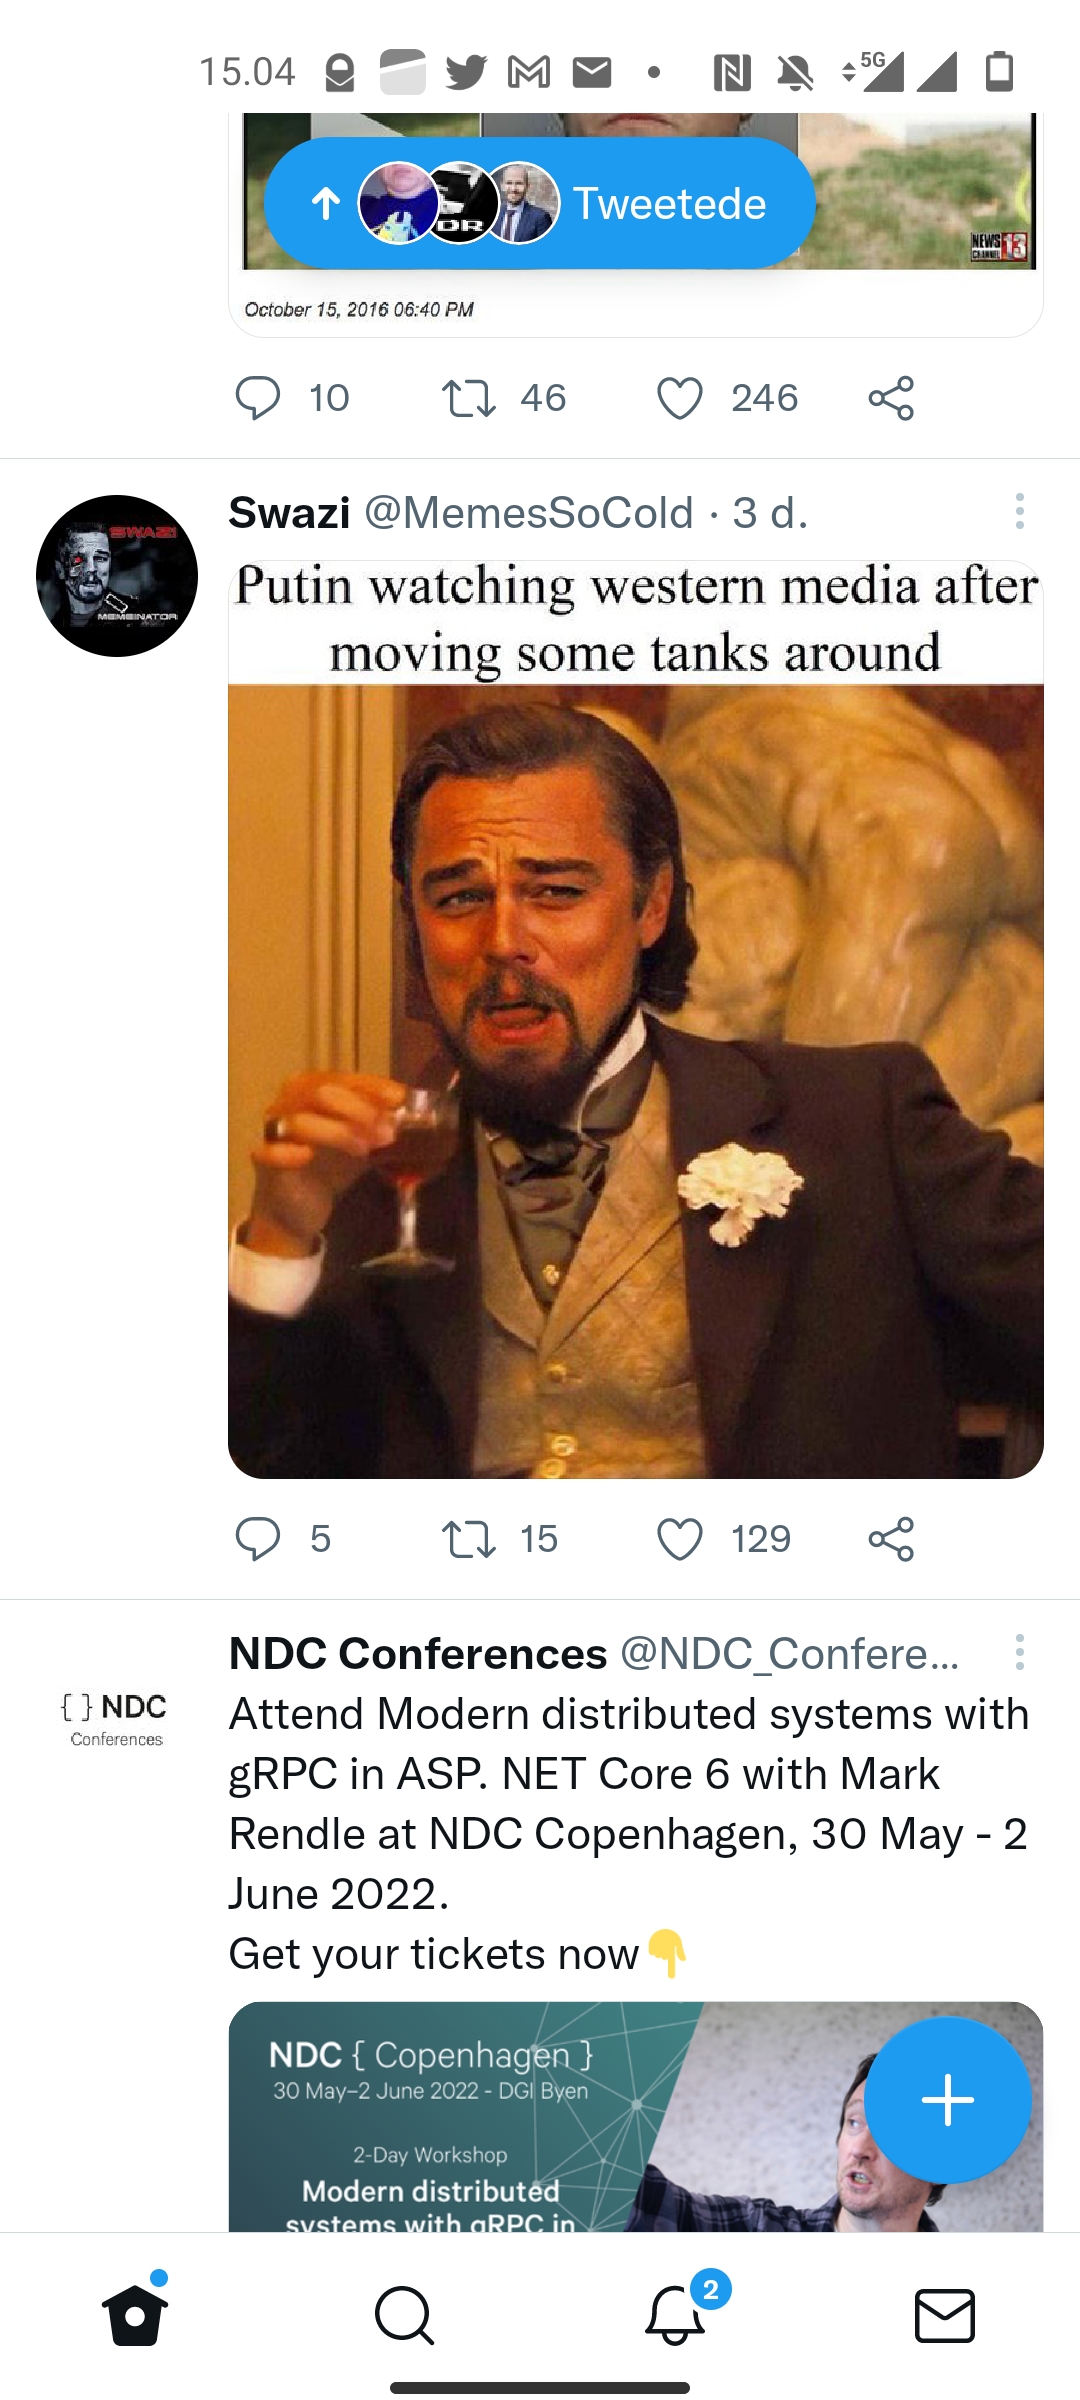 15.04
5G
Tweetede
DR
NEWS
CHANNEL 13
October 15, 2016 06:40 PM
10
46
246
Swazi @MemesSoCold · 3 d.
SWAZI
MEMEINATOR
Putin watching western media after
moving some tanks around
5
15
129
NDC Conferences @NDC_Confere...
{ } NDC
Conferences
Attend Modern distributed systems with
gRPC in ASP. NET Core 6 with Mark
Rendle at NDC Copenhagen, 30 May - 2
June 2022.
Get your tickets now👇
NDC { Copenhagen }
30 May–2 June 2022 - DGI Byen
2-Day Workshop
Modern distributed
systems with gRPC in
2